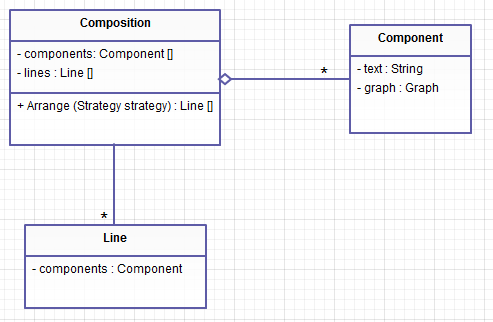 Composition
- components: Component []
- lines : Line []
+ Arrange (Strategy strategy) : Line []
*
Component
- text : String
- graph : Graph
*
Line
- components : Component